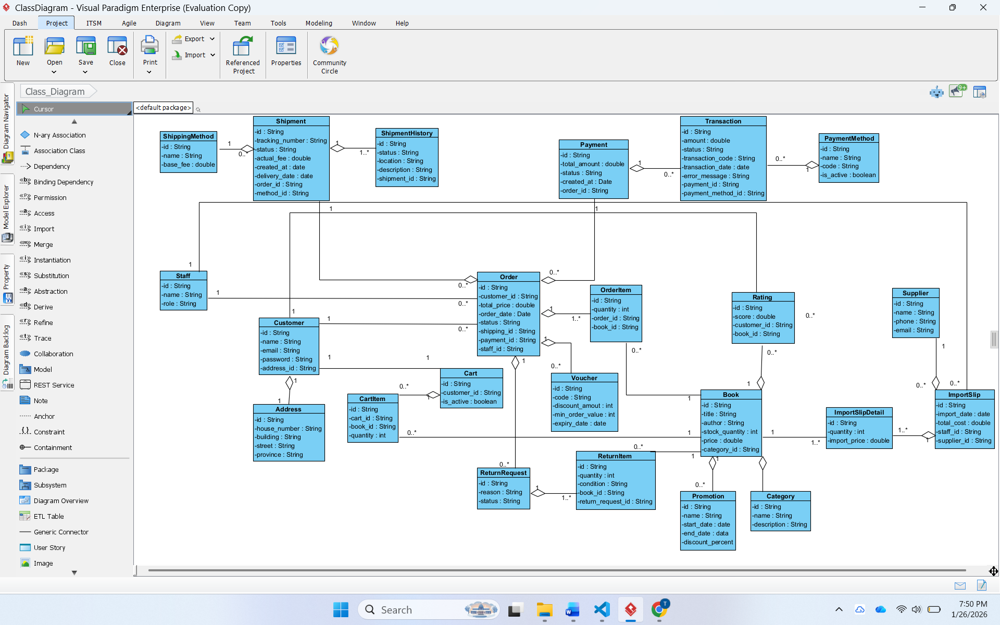 ClassDiagram - Visual Paradigm Enterprise (Evaluation Copy)
Dash Project ITSM Agile Diagram View Team Tools Modeling Window Help
New
Open
Save
Close
Print
Export
Import
Referenced
Project
Properties
Community
Circle
Class_Diagram
9+
Diagram Navigator
Model Explorer
Property
Diagram Backlog
Cursor
N-ary Association
Association Class
Dependency
Binding Dependency
Permission
Access
Import
Merge
Instantiation
Substitution
Abstraction
Derive
Refine
Trace
Collaboration
Model
REST Service
Note
Anchor
Constraint
Containment
Package
Subsystem
Diagram Overview
ETL Table
Generic Connector
User Story
Image
<default package>
ShippingMethod
-id : String
-name : String
-base_fee : double
1
0..*
Shipment
-id : String
-tracking_number : String
-status : String
-actual_fee : double
-created_at : date
-delivery_date : date
-order_id : String
-method_id : String
1
1..*
ShipmentHistory
-id : String
-status : String
-location : String
-description : String
-shipment_id : String
Payment
-id : String
-total_amount : double
-status : String
-created_at : Date
-order_id : String
1
0..*
Transaction
-id : String
-amount : double
-status : String
-transaction_code : String
-transaction_date : date
-error_message : String
-payment_id : String
-payment_method_id : String
0..*
1
PaymentMethod
-id : String
-name : String
-code : String
-is_active : boolean
1
1
1
Staff
-id : String
-name : String
-role : String
1
0..*
0..*
0..*
Order
-id : String
-customer_id : String
-total_price : double
-order_date : Date
-status : String
-shipping_id : String
-payment_id : String
-staff_id : String
1
1..*
OrderItem
-id : String
-quantity : int
-order_id : String
-book_id : String
0..*
1
Rating
-id : String
-score : double
-customer_id : String
-book_id : String
0..*
0..*
1
Supplier
-id : String
-name : String
-phone : String
-email : String
1
0..*
0..*
1
Customer
-id : String
-name : String
-email : String
-password : String
-address_id : String
1
0..*
1
1
1
1
Address
-id : String
-house_number : String
-building : String
-street : String
-province : String
Cart
-id : String
-customer_id : String
-is_active : boolean
0..*
1
CartItem
-id : String
-cart_id : String
-book_id : String
-quantity : int
0..*
1
1
0..*
Voucher
-id : String
-code : String
-discount_amout : int
-min_order_value : int
-expiry_date : date
Book
-id : String
-title : String
-author : String
-stock_quantity : int
-price : double
-category_id : String
1
1..*
ImportSlipDetail
-id : String
-quantity : int
-import_price : double
1..*
1
ImportSlip
-id : String
-import_date : date
-total_cost : double
-staff_id : String
-supplier_id : String
1
0..*
ReturnRequest
-id : String
-reason : String
-status : String
1
1..*
0..*
1
ReturnItem
-id : String
-quantity : int
-condition : String
-book_id : String
-return_request_id : String
1
0..*
Promotion
-id : String
-name : String
-start_date : date
-end_date : data
-discount_percent
Category
-id : String
-name : String
-description : String
Search
T
7:50 PM
1/26/2026